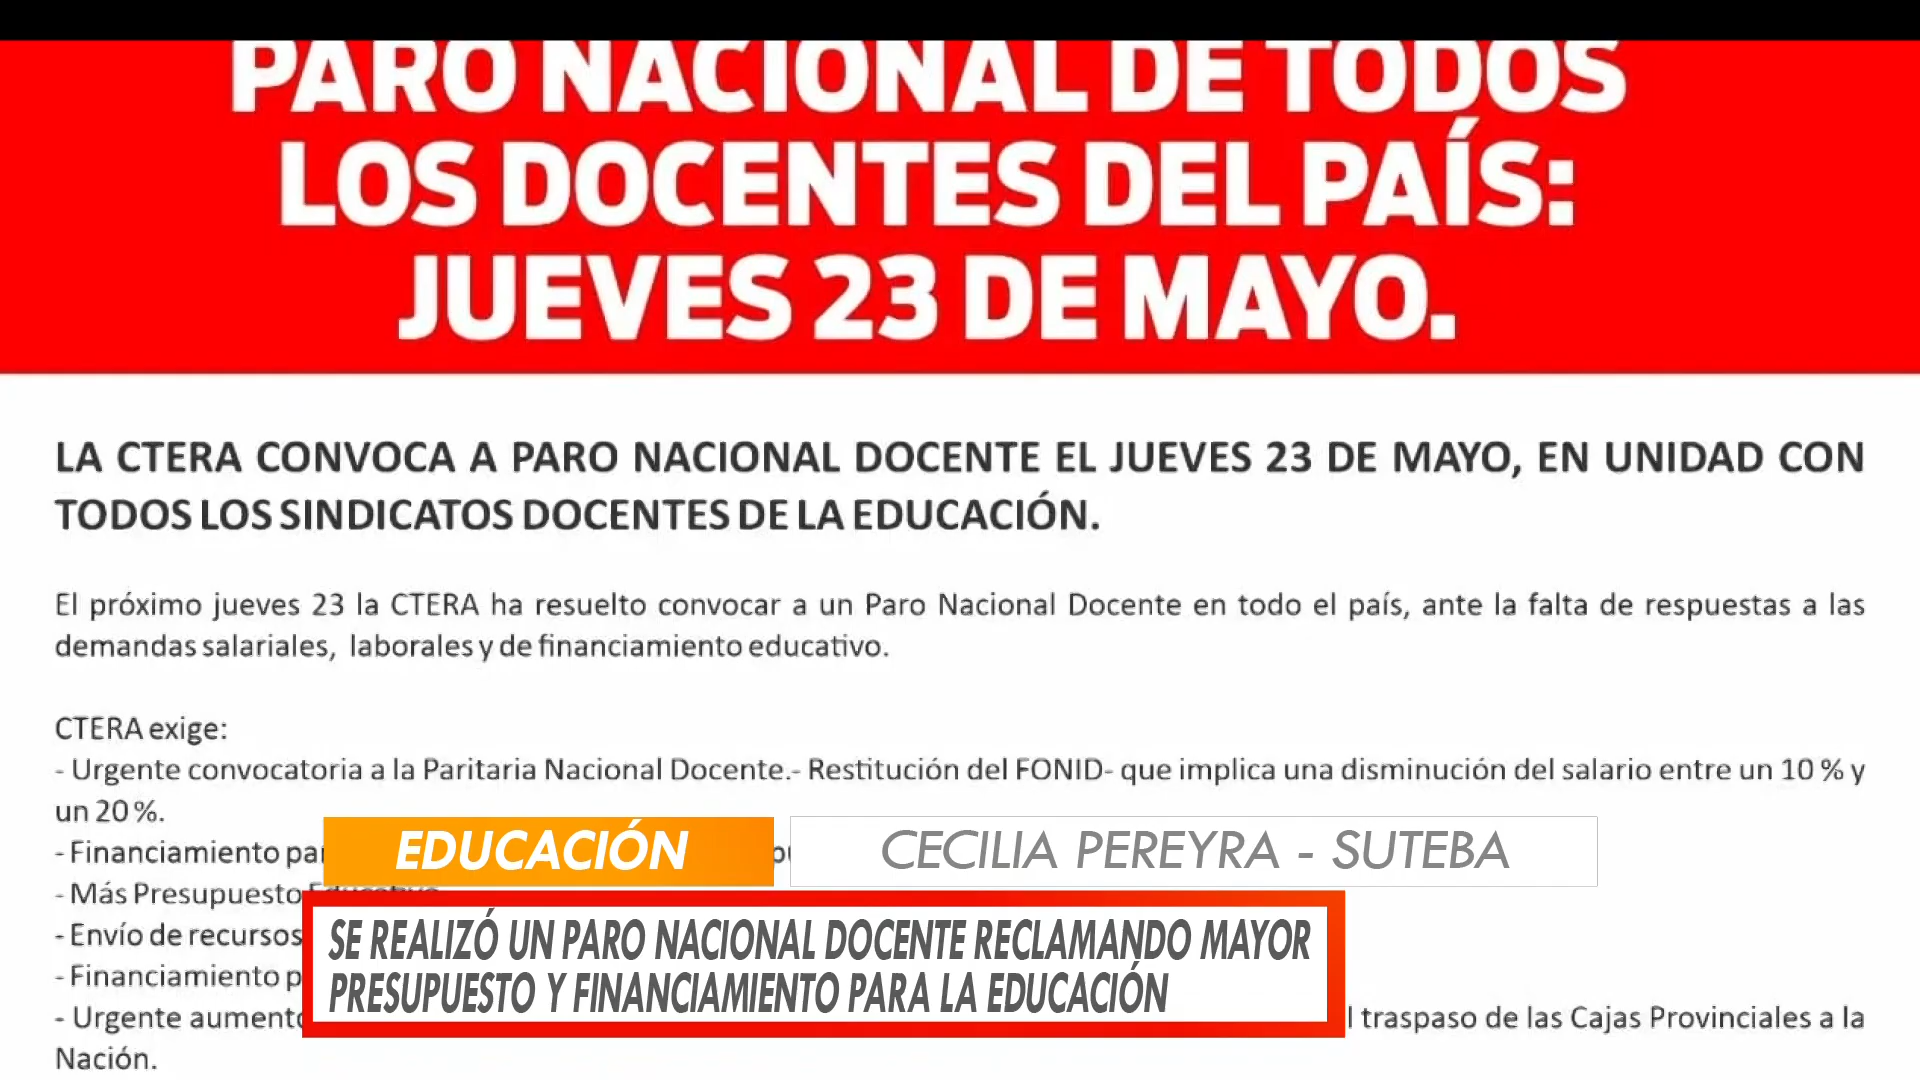 PARO NACIONAL DE TODOS
LOS DOCENTES DEL PAÍS:
JUEVES 23 DE MAYO.
LA CTERA CONVOCA A PARO NACIONAL DOCENTE EL JUEVES 23 DE MAYO, EN UNIDAD CON
TODOS LOS SINDICATOS DOCENTES DE LA EDUCACIÓN.
El próximo jueves 23 la CTERA ha resuelto convocar a un Paro Nacional Docente en todo el país, ante la falta de respuestas a las
demandas salariales, laborales y de financiamiento educativo.
CTERA exige:
- Urgente convocatoria a la Paritaria Nacional Docente.- Restitución del FONID- que implica una disminución del salario entre un 10 % y
un 20 %.
- Financiamiento
- Más Presupuesto Educativo
- Envío de recursos
- Financiamiento
- Urgente aumento traspaso de las Cajas Provinciales a la
Nación.
EDUCACIÓN
CECILIA PEREYRA - SUTEBA
SE REALIZÓ UN PARO NACIONAL DOCENTE RECLAMANDO MAYOR
PRESUPUESTO Y FINANCIAMIENTO PARA LA EDUCACIÓN